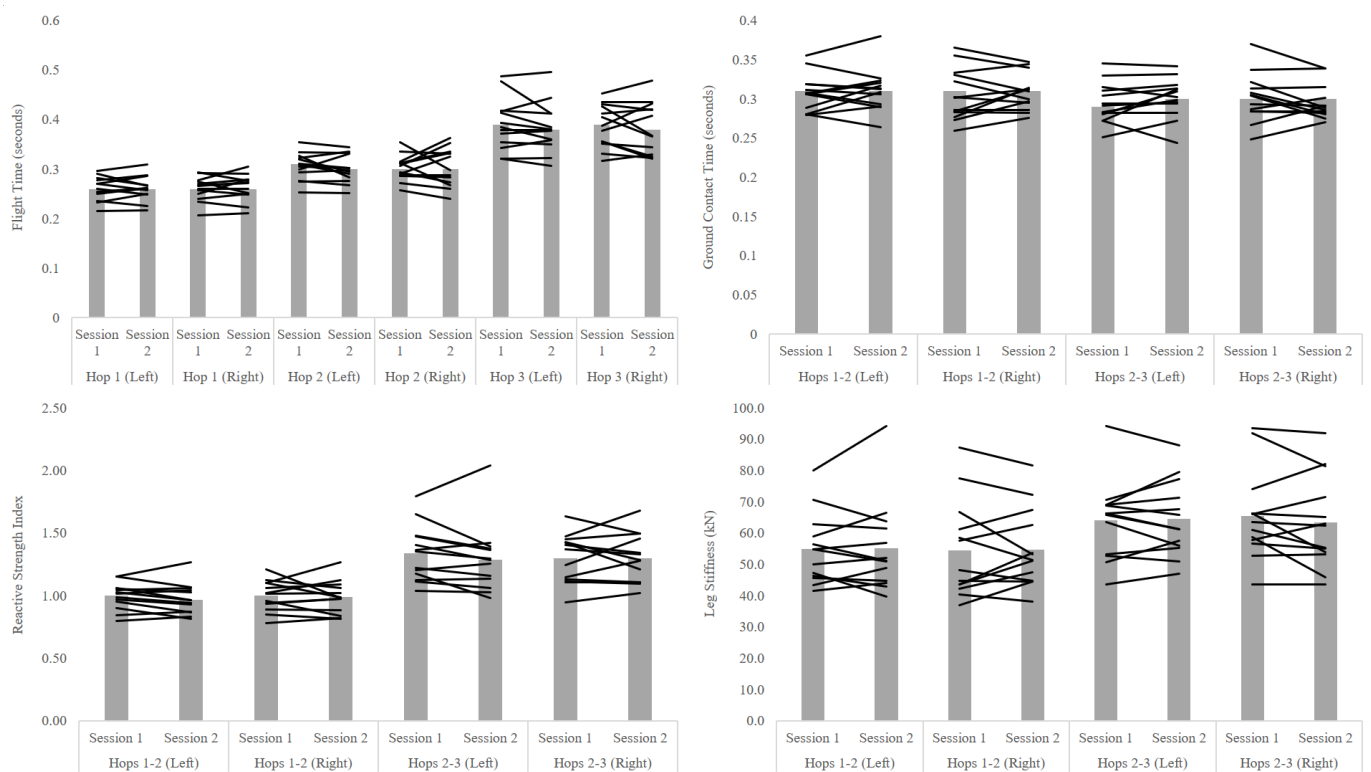 Flight Time (seconds)
0.6
0.5
0.4
0.3
0.2
0.1
0
Session 1 Session 2 Session 1 Session 2 Session 1 Session 2 Session 1 Session 2 Session 1 Session 2 Session 1 Session 2
Hop 1 (Left) Hop 1 (Right) Hop 2 (Left) Hop 2 (Right) Hop 3 (Left) Hop 3 (Right)
Ground Contact Time (seconds)
0.4
0.35
0.3
0.25
0.2
0.15
0.1
0.05
0
Session 1 Session 2 Session 1 Session 2 Session 1 Session 2 Session 1 Session 2
Hops 1-2 (Left) Hops 1-2 (Right) Hops 2-3 (Left) Hops 2-3 (Right)
Reactive Strength Index
2.50
2.00
1.50
1.00
0.50
0.00
Session 1 Session 2 Session 1 Session 2 Session 1 Session 2 Session 1 Session 2
Hops 1-2 (Left) Hops 1-2 (Right) Hops 2-3 (Left) Hops 2-3 (Right)
Leg Stiffness (kN)
100.0
90.0
80.0
70.0
60.0
50.0
40.0
30.0
20.0
10.0
0.0
Session 1 Session 2 Session 1 Session 2 Session 1 Session 2 Session 1 Session 2
Hops 1-2 (Left) Hops 1-2 (Right) Hops 2-3 (Left) Hops 2-3 (Right)